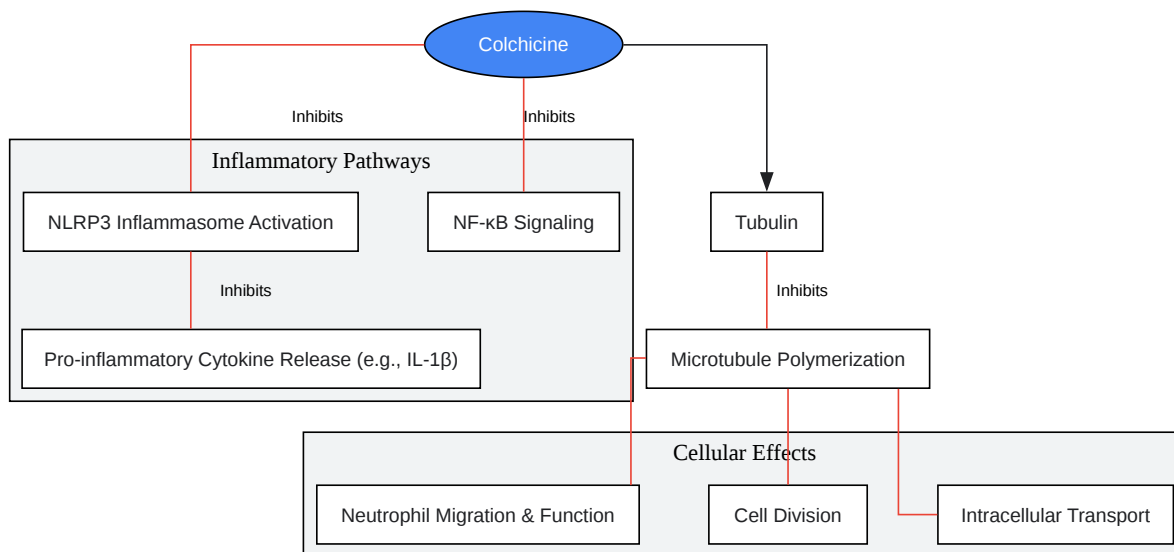 Colchicine
Inhibits
Inhibits
Inflammatory Pathways
NLRP3 Inflammasome Activation
NF-κB Signaling
Tubulin
Inhibits
Inhibits
Pro-inflammatory Cytokine Release (e.g., IL-1β)
Microtubule Polymerization
Cellular Effects
Neutrophil Migration & Function
Cell Division
Intracellular Transport